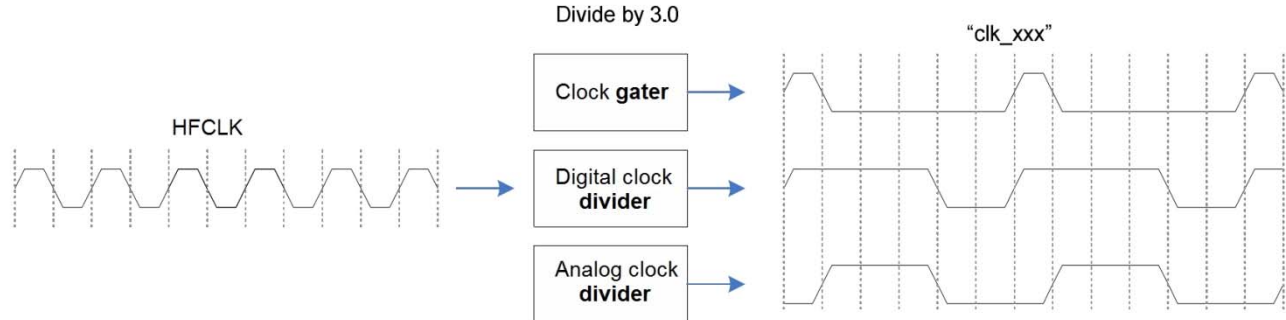 Divide by 3.0
"clk_xxx"
Clock gater
HFCLK
Digital clock
divider
Analog clock
divider